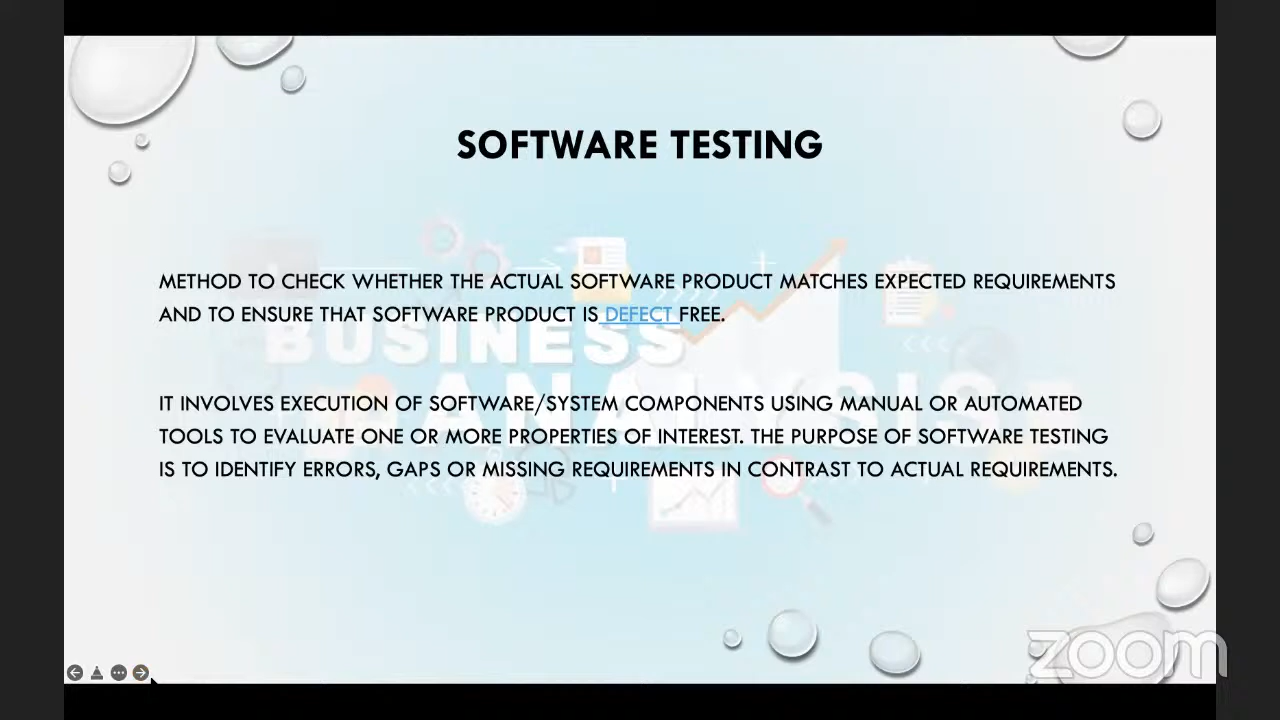 SOFTWARE TESTING
METHOD TO CHECK WHETHER THE ACTUAL SOFTWARE PRODUCT MATCHES EXPECTED REQUIREMENTS
AND TO ENSURE THAT SOFTWARE PRODUCT IS DEFECT FREE.
BUSINESS
IT INVOLVES EXECUTION OF SOFTWARE/SYSTEM COMPONENTS USING MANUAL OR AUTOMATED
ANALYSIS
TOOLS TO EVALUATE ONE OR MORE PROPERTIES OF INTEREST. THE PURPOSE OF SOFTWARE TESTING
IS TO IDENTIFY ERRORS, GAPS OR MISSING REQUIREMENTS IN CONTRAST TO ACTUAL REQUIREMENTS.
zoom